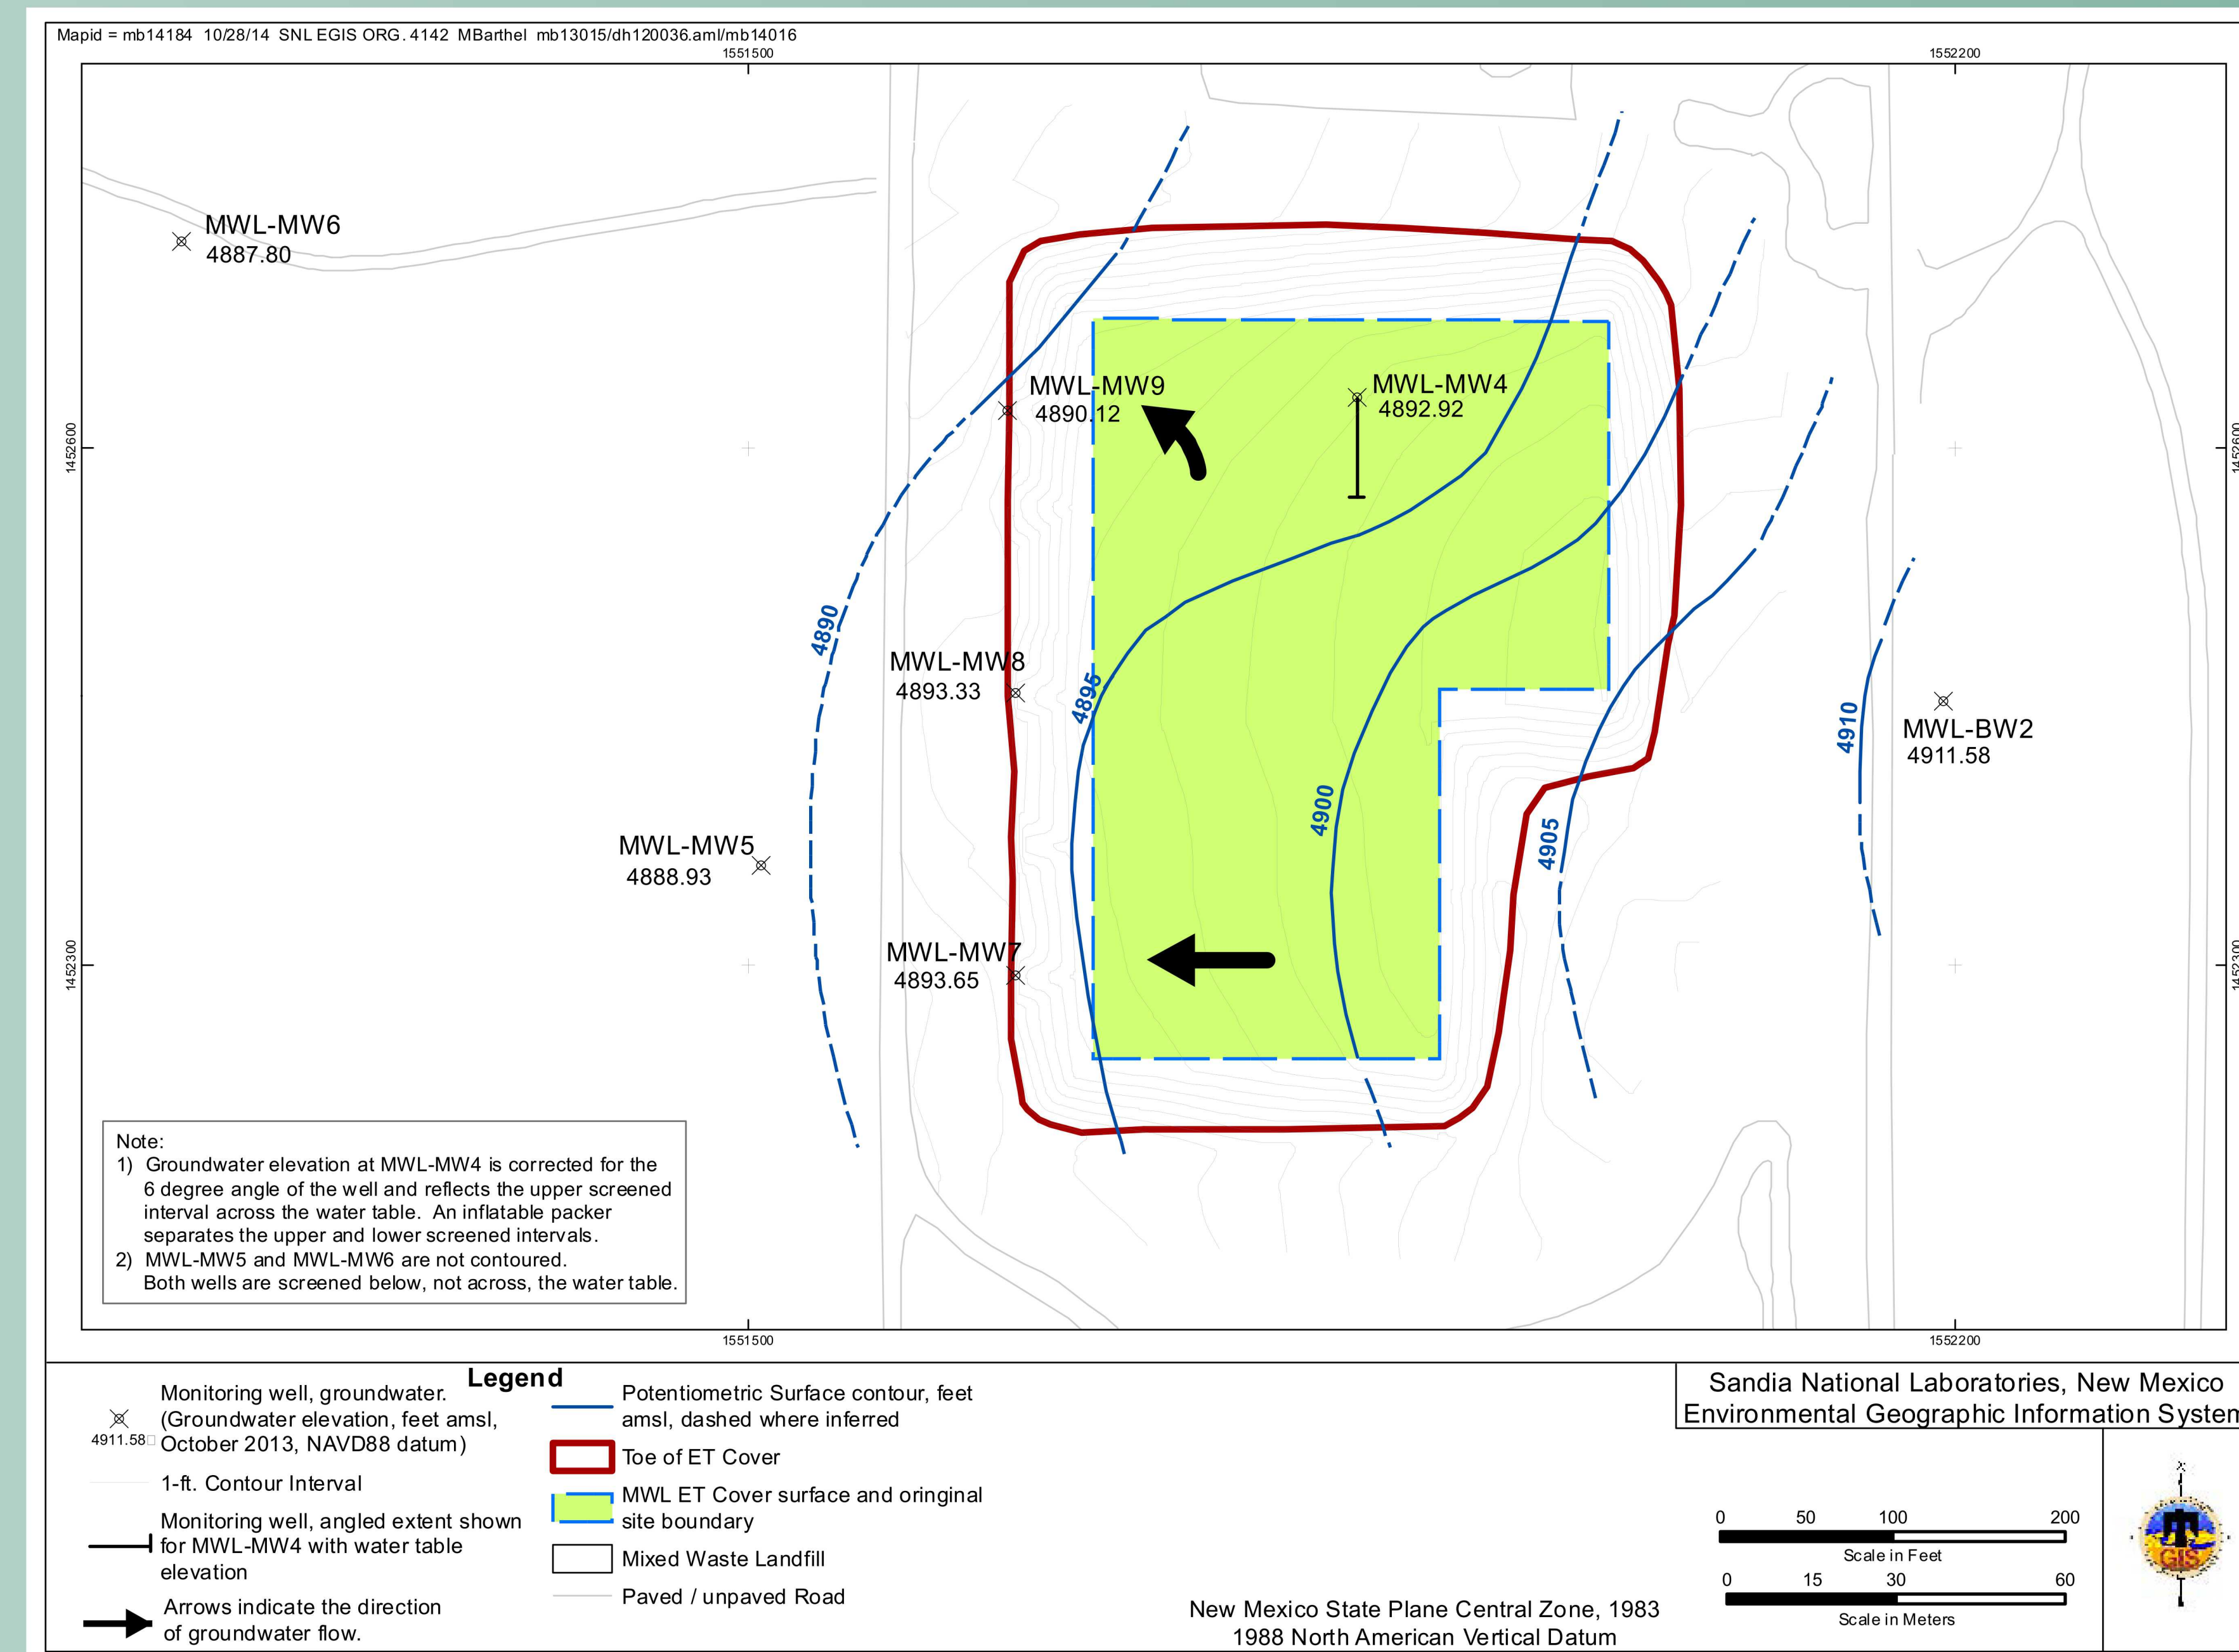 Mapid = mb14184 10/28/14 SNL EGIS ORG. 4142 MBarthel mb13015/dh120036.aml/mb14016
1551500
1552200
MWL-MW6
4887.80
MWL-MW9
4890.12
MWL-MW4
4892.92
1452600
1452600
4890
MWL-MW8
4893.33
4895
4910
MWL-BW2
4911.58
4900
4905
MWL-MW5
4888.93
MWL-MW7
4893.65
1452300
1452300
Note:
1) Groundwater elevation at MWL-MW4 is corrected for the
6 degree angle of the well and reflects the upper screened
interval across the water table. An inflatable packer
separates the upper and lower screened intervals.
2) MWL-MW5 and MWL-MW6 are not contoured.
Both wells are screened below, not across, the water table.
1551500
1552200
Legend
Monitoring well, groundwater.
(Groundwater elevation, feet amsl,
October 2013, NAVD88 datum)
4911.58
1-ft. Contour Interval
Monitoring well, angled extent shown
for MWL-MW4 with water table
elevation
Arrows indicate the direction
of groundwater flow.
Potentiometric Surface contour, feet
amsl, dashed where inferred
Toe of ET Cover
MWL ET Cover surface and oringinal
site boundary
Mixed Waste Landfill
Paved / unpaved Road
New Mexico State Plane Central Zone, 1983
1988 North American Vertical Datum
Sandia National Laboratories, New Mexico
Environmental Geographic Information System
0 50 100 200
Scale in Feet
0 15 30 60
Scale in Meters
GIS